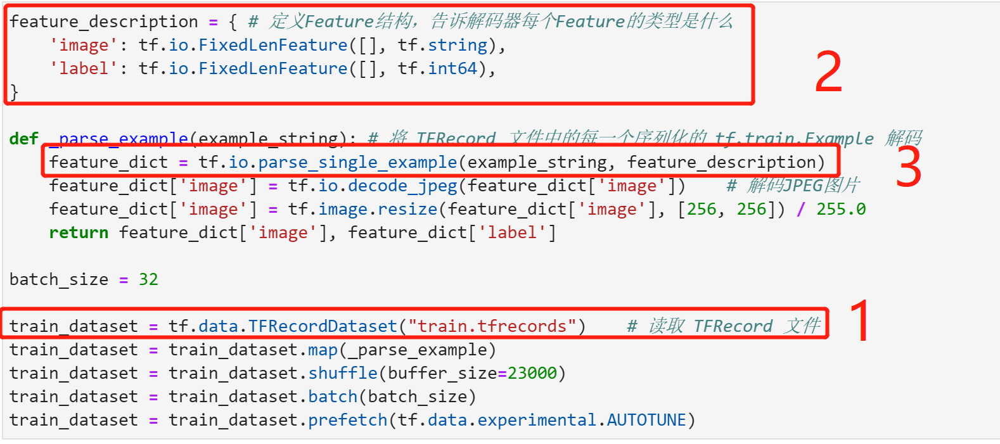 feature_description = { # 定义Feature结构，告诉解码器每个Feature的类型是什么
    'image': tf.io.FixedLenFeature([], tf.string),
    'label': tf.io.FixedLenFeature([], tf.int64),
}
2
def _parse_example(example_string): # 将 TFRecord 文件中的每一个序列化的 tf.train.Example 解码
    feature_dict = tf.io.parse_single_example(example_string, feature_description)
3
    feature_dict['image'] = tf.io.decode_jpeg(feature_dict['image'])    # 解码JPEG图片
    feature_dict['image'] = tf.image.resize(feature_dict['image'], [256, 256]) / 255.0
    return feature_dict['image'], feature_dict['label']
batch_size = 32
train_dataset = tf.data.TFRecordDataset("train.tfrecords")    # 读取 TFRecord 文件
1
train_dataset = train_dataset.map(_parse_example)
train_dataset = train_dataset.shuffle(buffer_size=23000)
train_dataset = train_dataset.batch(batch_size)
train_dataset = train_dataset.prefetch(tf.data.experimental.AUTOTUNE)